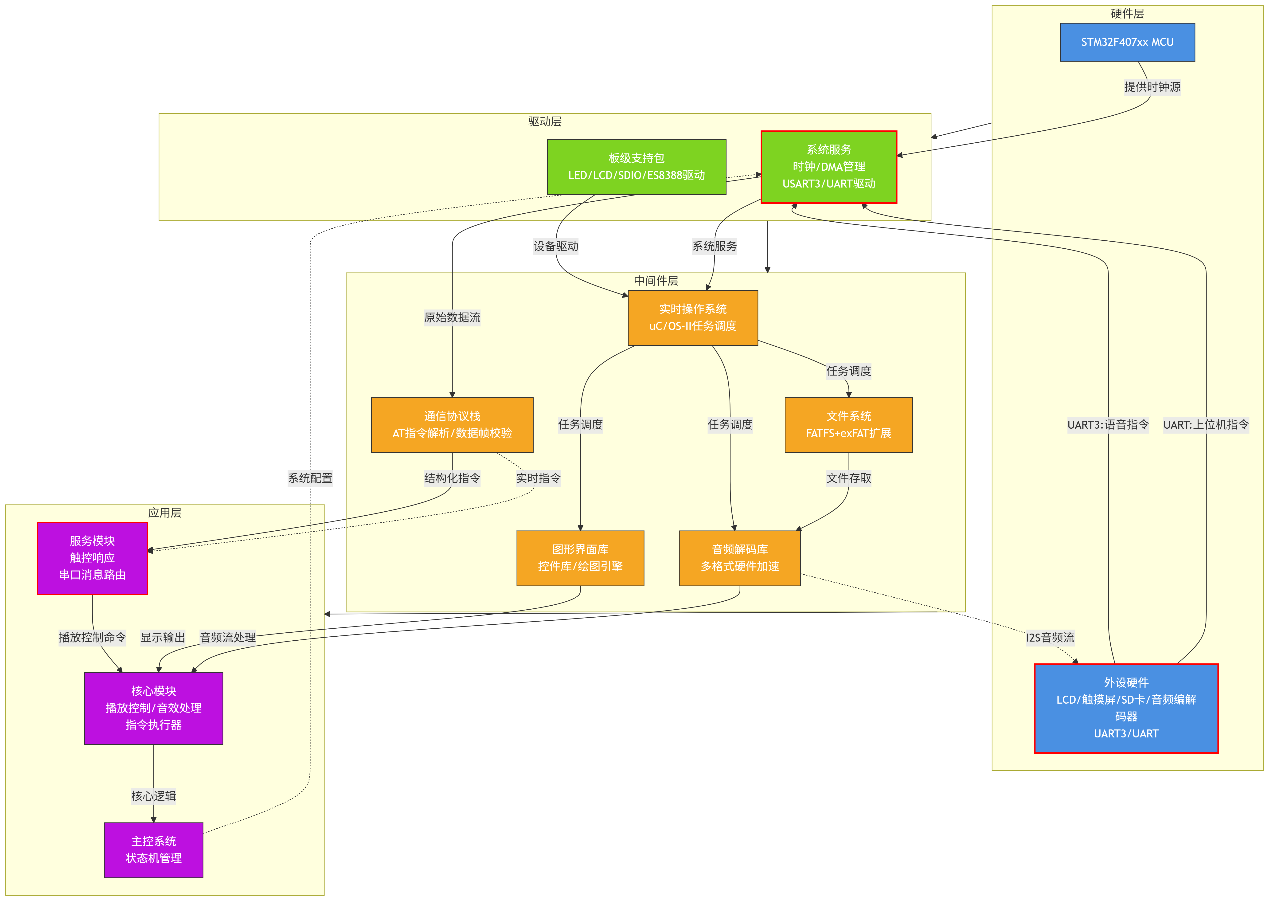 硬件层
STM32F407xx MCU
提供时钟源
驱动层
板级支持包
LED/LCD/SDIO/ES8388驱动
系统服务
时钟/DMA管理
USART3/UART驱动
设备驱动
系统服务
中间件层
实时操作系统
uC/OS-II任务调度
原始数据流
任务调度
通信协议栈
AT指令解析/数据帧校验
任务调度
任务调度
文件系统
FATFS+exFAT扩展
UART3:语音指令
UART:上位机指令
系统配置
结构化指令
实时指令
文件存取
应用层
服务模块
触控响应
串口消息路由
图形界面库
控件库/绘图引擎
音频解码库
多格式硬件加速
播放控制命令
显示输出
音频流处理
I2S音频流
核心模块
播放控制/音效处理
指令执行器
外设硬件
LCD/触摸屏/SD卡/音频编解
码器
UART3/UART
核心逻辑
主控系统
状态机管理